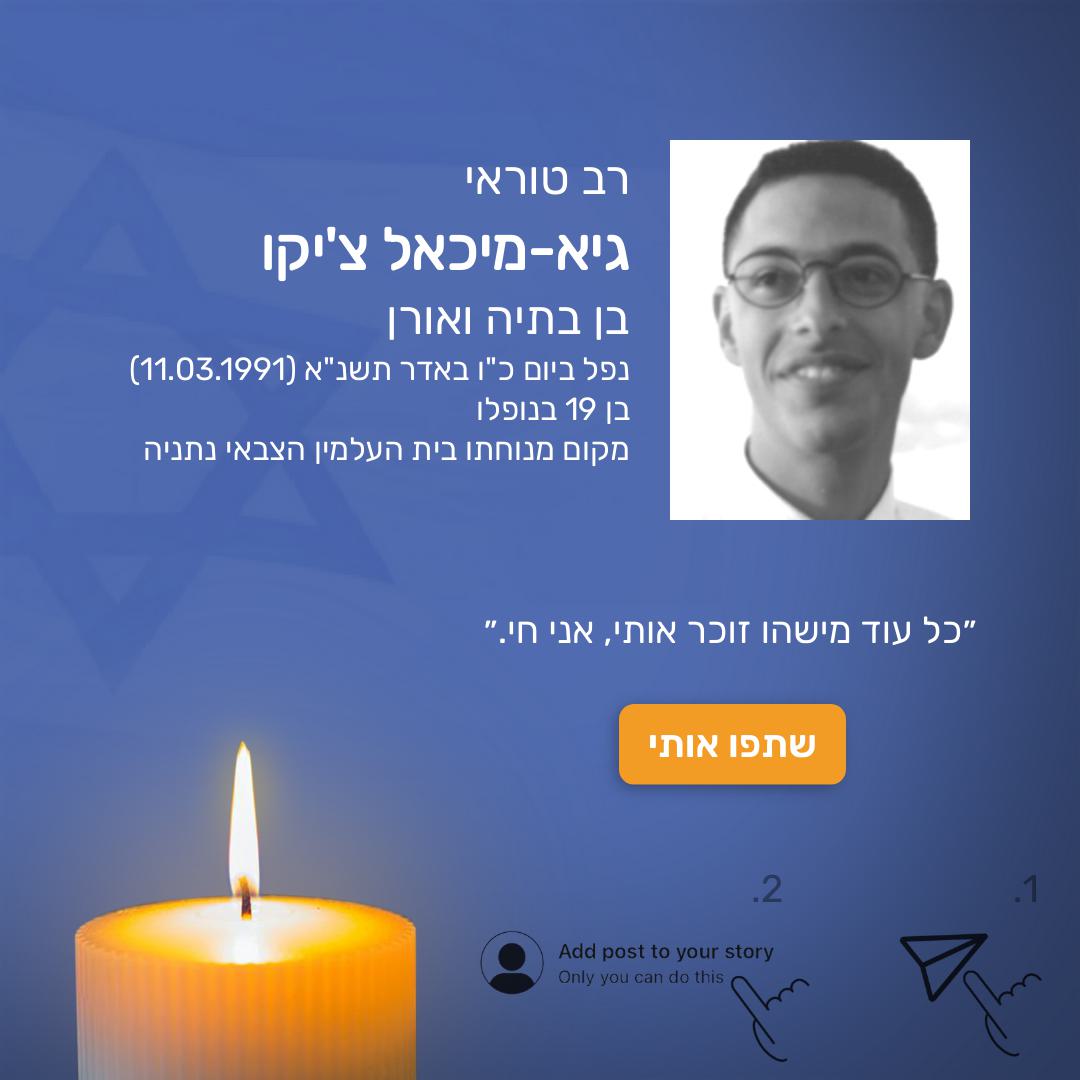 רב טוראי
גיא-מיכאל צ'יקו
בן בתיה ואורן
נפל ביום כ"ו באדר תשנ"א (11.03.1991)
בן 19 בנופלו
מקום מנוחתו בית העלמין הצבאי נתניה
״כל עוד מישהו זוכר אותי, אני חי.״
שתפו אותי
1.
2.
Add post to your story
Only you can do this